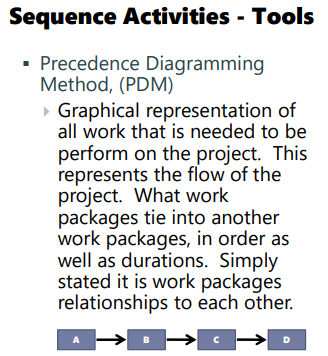 Sequence Activities - Tools
Precedence Diagramming
Method, (PDM)
Graphical representation of
all work that is needed to be
perform on the project. This
represents the flow of the
project. What work
packages tie into another
work packages, in order as
well as durations. Simply
stated it is work packages
relationships to each other.
A B C D